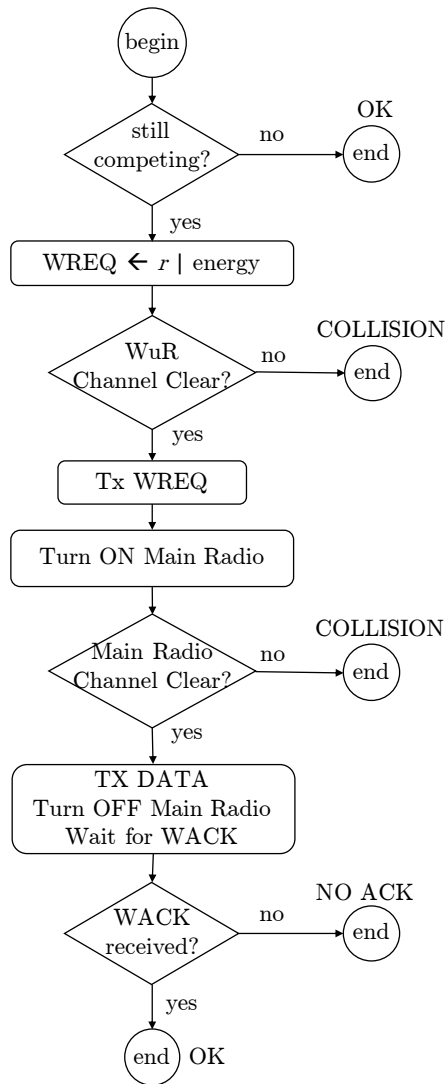 begin
still
competing?
no
OK
end
yes
WREQ ← r | energy
WuR
Channel Clear?
no
COLLISION
end
yes
Tx WREQ
Turn ON Main Radio
Main Radio
Channel Clear?
no
COLLISION
end
yes
TX DATA
Turn OFF Main Radio
Wait for WACK
WACK
received?
no
NO ACK
end
yes
end OK